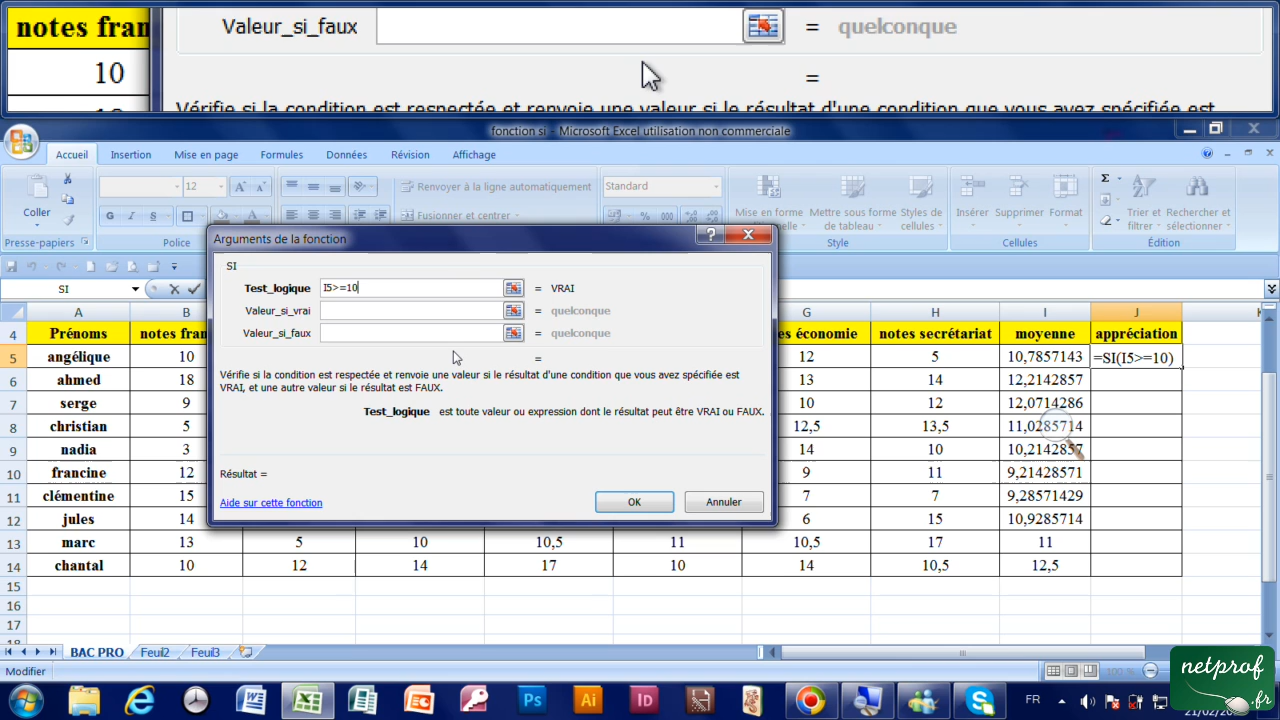 notes fran
10
Valeur_si_faux = quelconque
=
Vérifie si la condition est respectée et renvoie une valeur si le résultat d'une condition que vous avez spécifiée est
fonction si - Microsoft Excel utilisation non commerciale
Accueil Insertion Mise en page Formules Données Révision Affichage
Coller
12
Renvoyer à la ligne automatiquement
Standard
G I S
Fusionner et centrer
% 000
Mise en forme conditionnelle
Mettre sous forme de tableau
Styles de cellules
Insérer Supprimer Format
Trier et filtrer
Rechercher et sélectionner
Presse-papiers Police Style Cellules Édition
SI
Arguments de la fonction
SI
Test_logique I5>=10 = VRAI
Valeur_si_vrai = quelconque
Valeur_si_faux = quelconque
=
Vérifie si la condition est respectée et renvoie une valeur si le résultat d'une condition que vous avez spécifiée est
VRAI, et une autre valeur si le résultat est FAUX.
Test_logique est toute valeur ou expression dont le résultat peut être VRAI ou FAUX.
Résultat =
Aide sur cette fonction
OK Annuler
A B G H I J K
4 Prénoms notes fran es économie notes secrétariat moyenne appréciation
5 angélique 10 12 5 10,7857143 =SI(I5>=10)
6 ahmed 18 13 14 12,2142857
7 serge 9 10 12 12,0714286
8 christian 5 12,5 13,5 11,0285714
9 nadia 3 14 10 10,2142857
10 francine 12 9 11 9,21428571
11 clémentine 15 7 7 9,28571429
12 jules 14 6 15 10,9285714
13 marc 13 5 10 10,5 11 10,5 17 11
14 chantal 10 12 14 17 10 14 10,5 12,5
15
16
17
18
BAC PRO Feuil2 Feuil3
Modifier
100 %
netprof
.fr
Ps Ai ID
FR
21/02/